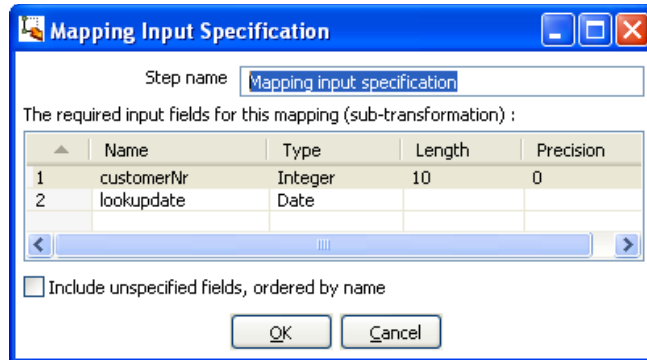 Mapping Input Specification
Step name Mapping input specification
The required input fields for this mapping (sub-transformation) :
Name Type Length Precision
1 customerNr Integer 10 0
2 lookupdate Date
Include unspecified fields, ordered by name
OK Cancel